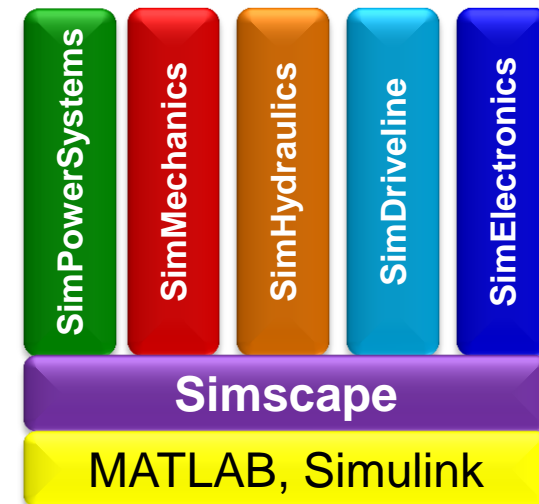 SimPowerSystems
SimMechanics
SimHydraulics
SimDriveline
SimElectronics
Simscape
MATLAB, Simulink